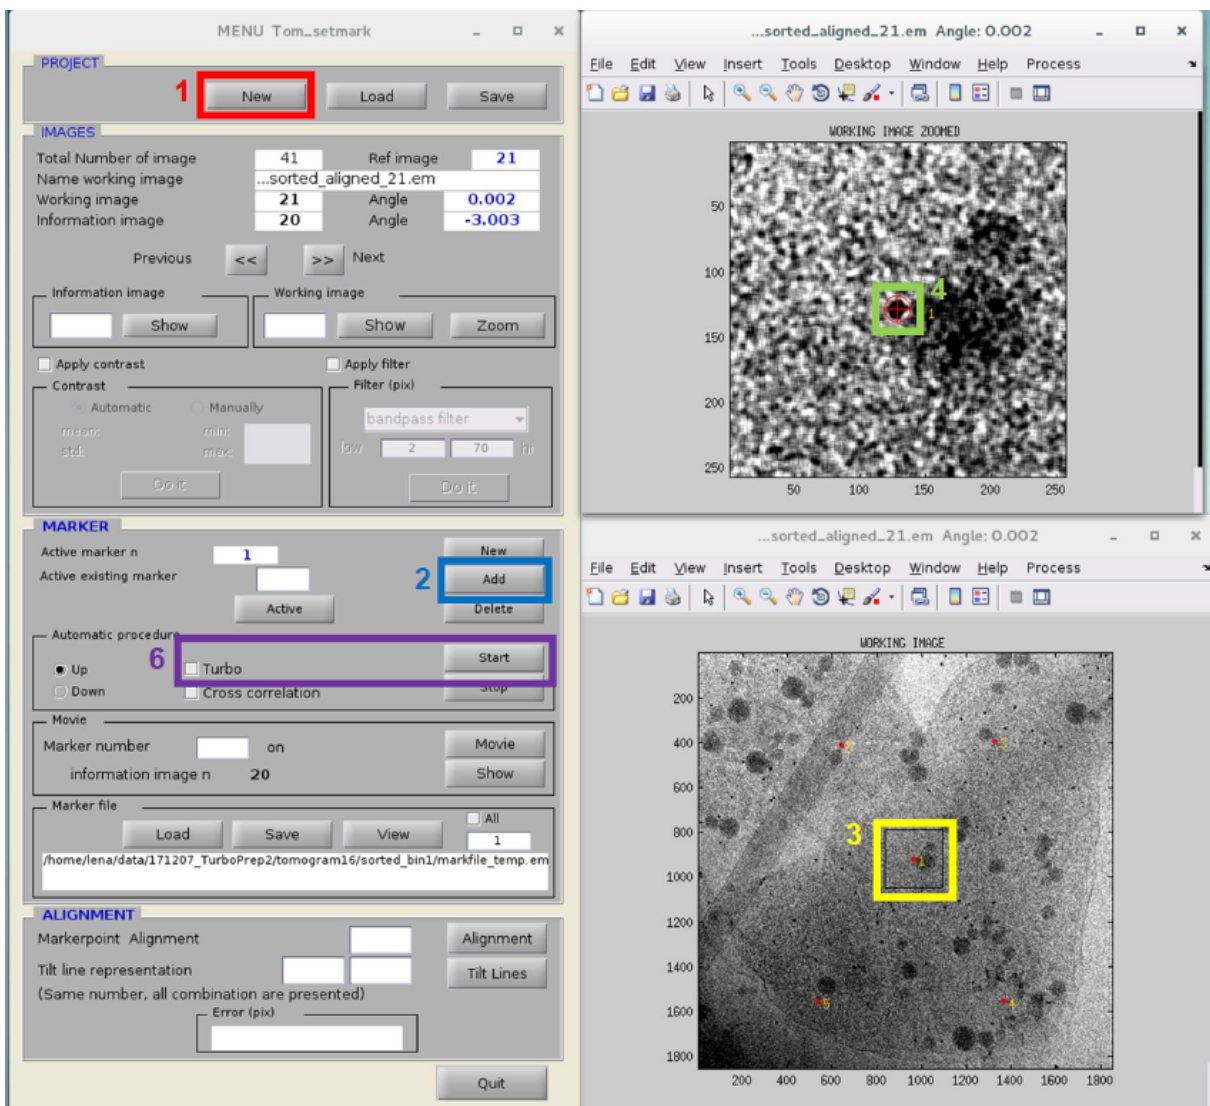 MENU Tom_setmark
PROJECT
1
New Load Save
IMAGES
Total Number of image 41 Ref image 21
Name working image ...sorted_aligned_21.em
Working image 21 Angle 0.002
Information image 20 Angle -3.003
Previous << >> Next
Information image Working image
Show Show Zoom
Apply contrast Apply filter
Contrast Filter (pix)
Automatic Manually bandpass filter
mean: min:
std: max: low 2 70 hi
Do it Do it
MARKER
Active marker n 1 New
Active existing marker 2 Add
Active Delete
Automatic procedure
6
Up Turbo Start
Down Cross correlation Stop
Movie
Marker number on Movie
information image n 20 Show
Marker file
All
Load Save View 1
/home/lena/data/171207_TurboPrep2/tomogram16/sorted_bin1/markfile_temp.em
ALIGNMENT
Markerpoint Alignment Alignment
Tilt line representation Tilt Lines
(Same number, all combination are presented)
Error (pix)
Quit
...sorted_aligned_21.em Angle: 0.002
File Edit View Insert Tools Desktop Window Help Process
WORKING IMAGE ZOOMED
50
100
4
1
150
200
250
50 100 150 200 250
...sorted_aligned_21.em Angle: 0.002
File Edit View Insert Tools Desktop Window Help Process
WORKING IMAGE
200
400
600
800
3
1
1000
1200
1400
5 4
1600
1800
200 400 600 800 1000 1200 1400 1600 1800